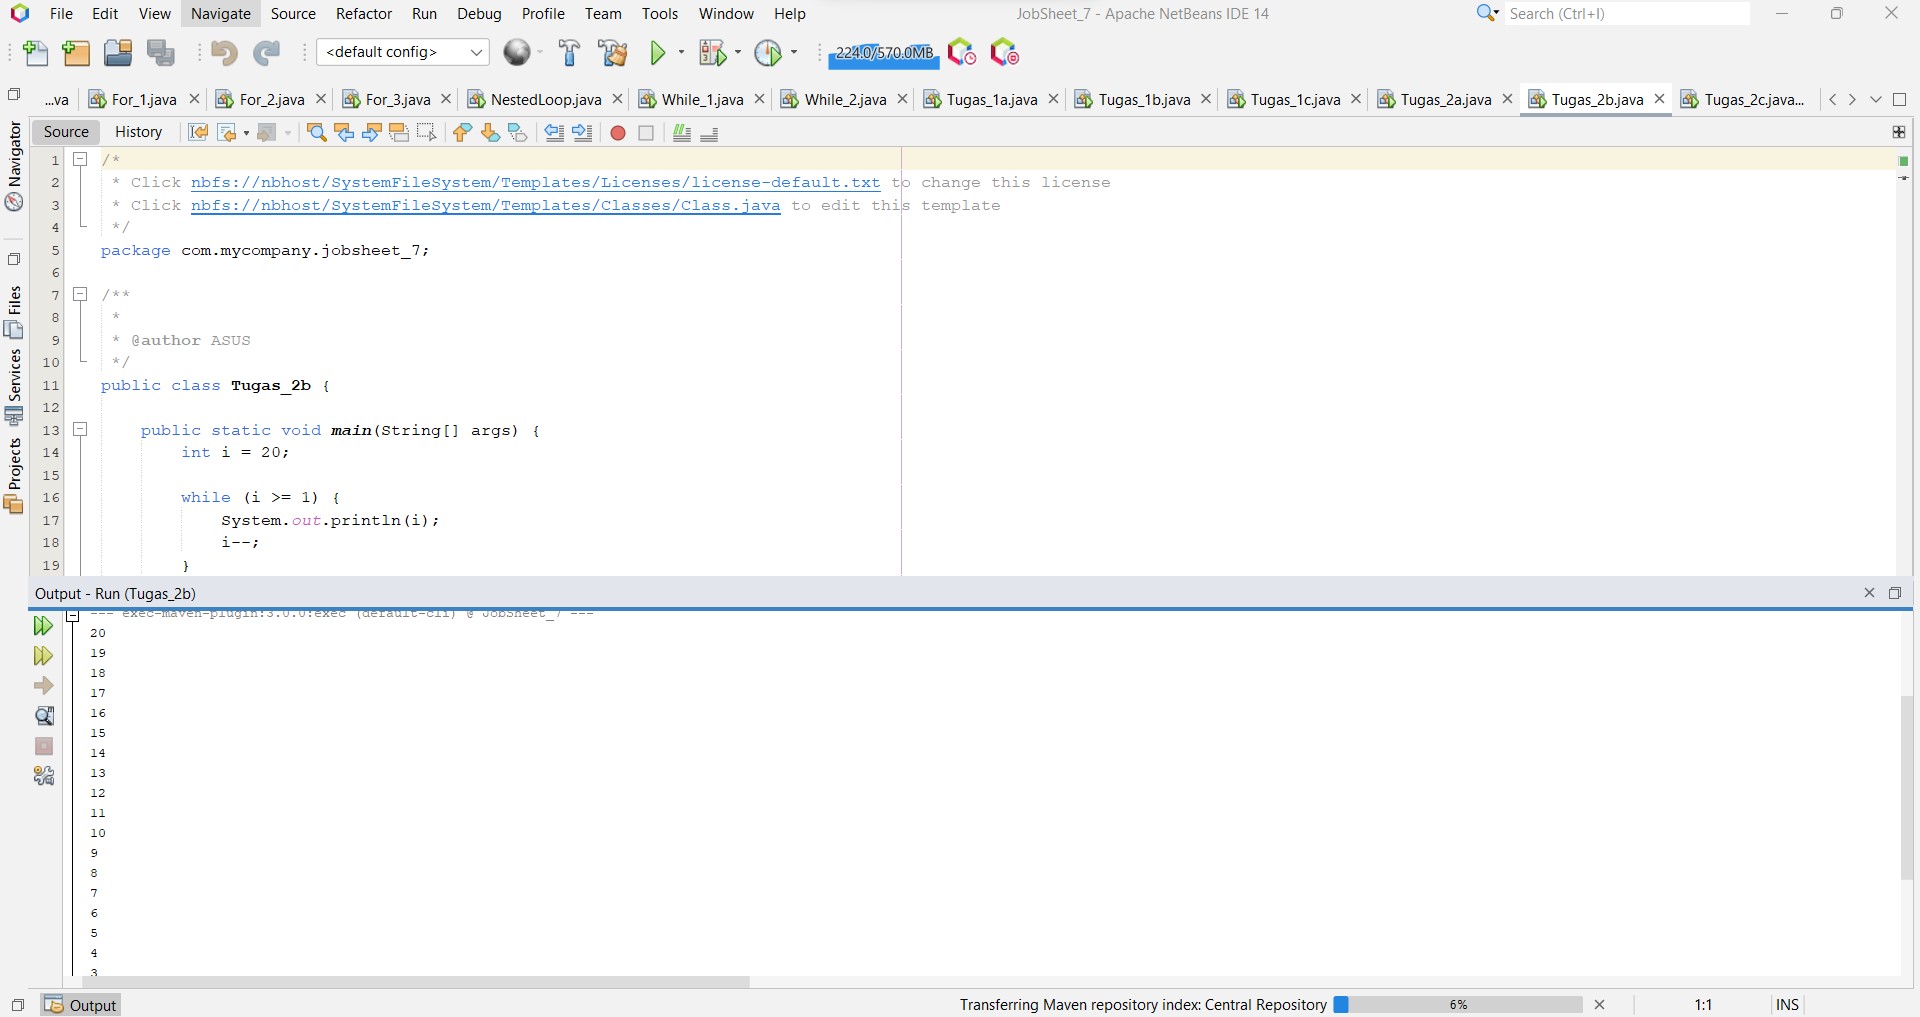 File Edit View Navigate Source Refactor Run Debug Profile Team Tools Window Help JobSheet_7 - Apache NetBeans IDE 14 Search (Ctrl+I)
<default config> 224.0/570.0MB
...va For_1.java For_2.java For_3.java NestedLoop.java While_1.java While_2.java Tugas_1a.java Tugas_1b.java Tugas_1c.java Tugas_2a.java Tugas_2b.java Tugas_2c.java...
Source History
Navigator
Files
Services
Projects
1 /*
2 * Click nbfs://nbhost/SystemFileSystem/Templates/Licenses/license-default.txt to change this license
3 * Click nbfs://nbhost/SystemFileSystem/Templates/Classes/Class.java to edit this template
4 */
5 package com.mycompany.jobsheet_7;
6
7 /**
8 *
9 * @author ASUS
10 */
11 public class Tugas_2b {
12
13 public static void main(String[] args) {
14 int i = 20;
15
16 while (i >= 1) {
17 System.out.println(i);
18 i--;
19 }
Output - Run (Tugas_2b)
--- exec-maven-plugin:3.0.0:exec (default-cli) @ JobSheet_7 ---
20
19
18
17
16
15
14
13
12
11
10
9
8
7
6
5
4
3
Output Transferring Maven repository index: Central Repository 6% 1:1 INS